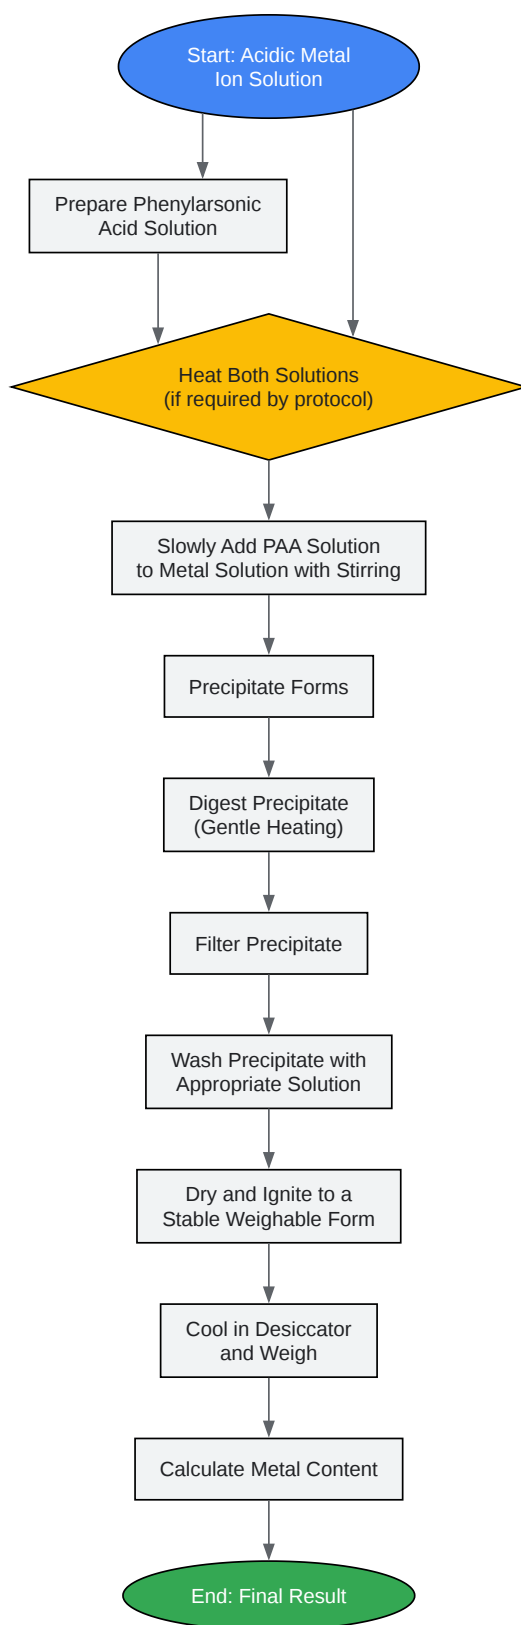 Start: Acidic Metal
Ion Solution
Prepare Phenylarsonic
Acid Solution
Heat Both Solutions
(if required by protocol)
Slowly Add PAA Solution
to Metal Solution with Stirring
Precipitate Forms
Digest Precipitate
(Gentle Heating)
Filter Precipitate
Wash Precipitate with
Appropriate Solution
Dry and Ignite to a
Stable Weighable Form
Cool in Desiccator
and Weigh
Calculate Metal Content
End: Final Result